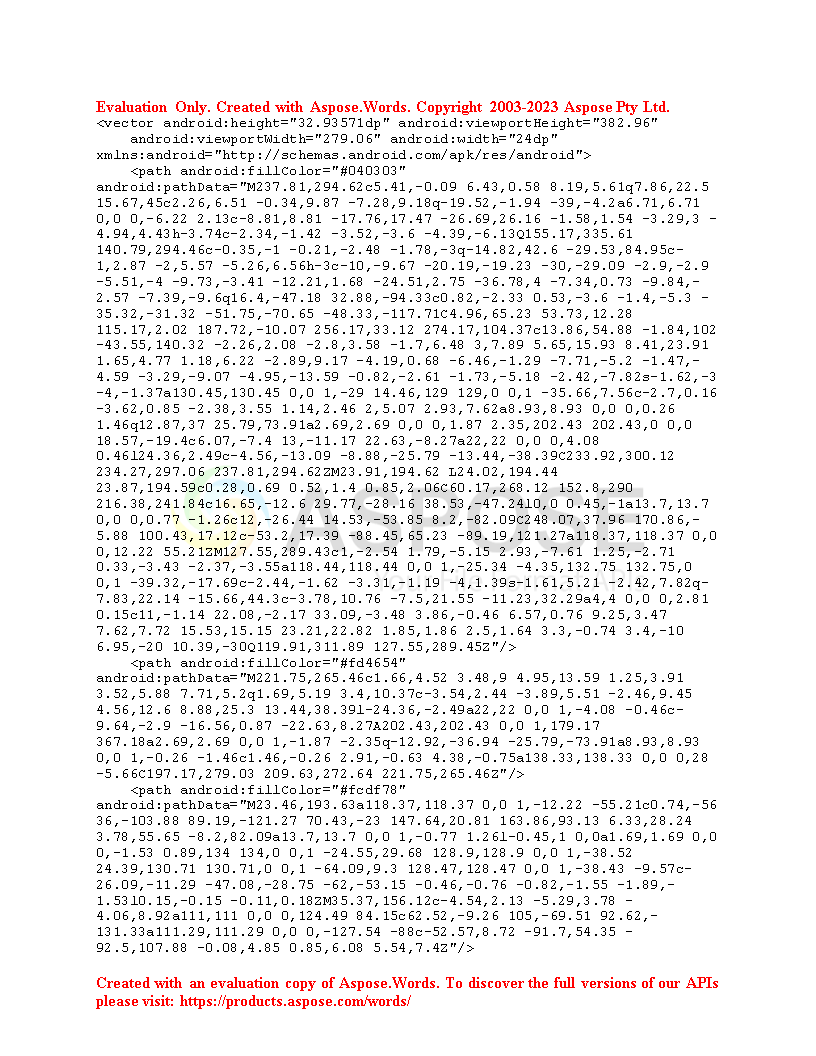 Evaluation Only. Created with Aspose.Words. Copyright 2003-2023 Aspose Pty Ltd.
<vector android:height="32.93571dp" android:viewportHeight="382.96"
android:viewportWidth="279.06" android:width="24dp"
xmlns:android="http://schemas.android.com/apk/res/android">
<path android:fillColor="#040303"
android:pathData="M237.81,294.62c5.41,-0.09 6.43,0.58 8.19,5.61q7.86,22.5
15.67,45c2.26,6.51 -0.34,9.87 -7.28,9.18q-19.52,-1.94 -39,-4.2a6.71,6.71
0,0 0,-6.22 2.13c-8.81,8.81 -17.76,17.47 -26.69,26.16 -1.58,1.54 -3.29,3 -
4.94,4.43h-3.74c-2.34,-1.42 -3.52,-3.6 -4.39,-6.13Q155.17,335.61
140.79,294.46c-0.35,-1 -0.21,-2.48 -1.78,-3q-14.82,42.6 -29.53,84.95c-
1,2.87 -2,5.57 -5.26,6.56h-3c-10,-9.67 -20.19,-19.23 -30,-29.09 -2.9,-2.9
-5.51,-4 -9.73,-3.41 -12.21,1.68 -24.51,2.75 -36.78,4 -7.34,0.73 -9.84,-
2.57 -7.39,-9.6q16.4,-47.18 32.88,-94.33c0.82,-2.33 0.53,-3.6 -1.4,-5.3 -
35.32,-31.32 -51.75,-70.65 -48.33,-117.71C4.96,65.23 53.73,12.28
115.17,2.02 187.72,-10.07 256.17,33.12 274.17,104.37c13.86,54.88 -1.84,102
-43.55,140.32 -2.26,2.08 -2.8,3.58 -1.7,6.48 3,7.89 5.65,15.93 8.41,23.91
1.65,4.77 1.18,6.22 -2.89,9.17 -4.19,0.68 -6.46,-1.29 -7.71,-5.2 -1.47,-
4.59 -3.29,-9.07 -4.95,-13.59 -0.82,-2.61 -1.73,-5.18 -2.42,-7.82s-1.62,-3
-4,-1.37a130.45,130.45 0,0 1,-29 14.46,129 129,0 0,1 -35.66,7.56c-2.7,0.16
-3.62,0.85 -2.38,3.55 1.14,2.46 2,5.07 2.93,7.62a8.93,8.93 0,0 0,0.26
1.46q12.87,37 25.79,73.91a2.69,2.69 0,0 0,1.87 2.35,202.43 202.43,0 0,0
18.57,-19.4c6.07,-7.4 13,-11.17 22.63,-8.27a22,22 0,0 0,4.08
0.46l24.36,2.49c-4.56,-13.09 -8.88,-25.79 -13.44,-38.39C233.92,300.12
234.27,297.06 237.81,294.62ZM23.91,194.62 L24.02,194.44
23.87,194.59c0.28,0.69 0.52,1.4 0.85,2.06C60.17,268.12 152.8,290
216.38,241.84c16.65,-12.6 29.77,-28.16 38.53,-47.24l0,0 0.45,-1a13.7,13.7
0,0 0,0.77 -1.26c12,-26.44 14.53,-53.85 8.2,-82.09C248.07,37.96 170.86,-
5.88 100.43,17.12c-53.2,17.39 -88.45,65.23 -89.19,121.27a118.37,118.37 0,0
0,12.22 55.21ZM127.55,289.43c1,-2.54 1.79,-5.15 2.93,-7.61 1.25,-2.71
0.33,-3.43 -2.37,-3.55a118.44,118.44 0,0 1,-25.34 -4.35,132.75 132.75,0
0,1 -39.32,-17.69c-2.44,-1.62 -3.31,-1.19 -4,1.39s-1.61,5.21 -2.42,7.82q-
7.83,22.14 -15.66,44.3c-3.78,10.76 -7.5,21.55 -11.23,32.29a4,4 0,0 0,2.81
0.15c11,-1.14 22.08,-2.17 33.09,-3.48 3.86,-0.46 6.57,0.76 9.25,3.47
7.62,7.72 15.53,15.15 23.21,22.82 1.85,1.86 2.5,1.64 3.3,-0.74 3.4,-10
6.95,-20 10.39,-30Q119.91,311.89 127.55,289.45Z"/>
<path android:fillColor="#fd4654"
android:pathData="M221.75,265.46c1.66,4.52 3.48,9 4.95,13.59 1.25,3.91
3.52,5.88 7.71,5.2q1.69,5.19 3.4,10.37c-3.54,2.44 -3.89,5.51 -2.46,9.45
4.56,12.6 8.88,25.3 13.44,38.39l-24.36,-2.49a22,22 0,0 1,-4.08 -0.46c-
9.64,-2.9 -16.56,0.87 -22.63,8.27A202.43,202.43 0,0 1,179.17
367.18a2.69,2.69 0,0 1,-1.87 -2.35q-12.92,-36.94 -25.79,-73.91a8.93,8.93
0,0 1,-0.26 -1.46c1.46,-0.26 2.91,-0.63 4.38,-0.75a138.33,138.33 0,0 0,28
-5.66C197.17,279.03 209.63,272.64 221.75,265.46Z"/>
<path android:fillColor="#fcdf78"
android:pathData="M23.46,193.63a118.37,118.37 0,0 1,-12.22 -55.21c0.74,-56
36,-103.88 89.19,-121.27 70.43,-23 147.64,20.81 163.86,93.13 6.33,28.24
3.78,55.65 -8.2,82.09a13.7,13.7 0,0 1,-0.77 1.26l-0.45,1 0,0a1.69,1.69 0,0
0,-1.53 0.89,134 134,0 0,1 -24.55,29.68 128.9,128.9 0,0 1,-38.52
24.39,130.71 130.71,0 0,1 -64.09,9.3 128.47,128.47 0,0 1,-38.43 -9.57c-
26.09,-11.29 -47.08,-28.75 -62,-53.15 -0.46,-0.76 -0.82,-1.55 -1.89,-
1.53l0.15,-0.15 -0.11,0.18ZM35.37,156.12c-4.54,2.13 -5.29,3.78 -
4.06,8.92a111,111 0,0 0,124.49 84.15c62.52,-9.26 105,-69.51 92.62,-
131.33a111.29,111.29 0,0 0,-127.54 -88c-52.57,8.72 -91.7,54.35 -
92.5,107.88 -0.08,4.85 0.85,6.08 5.54,7.4Z"/>
Created with an evaluation copy of Aspose.Words. To discover the full versions of our APIs
please visit: https://products.aspose.com/words/